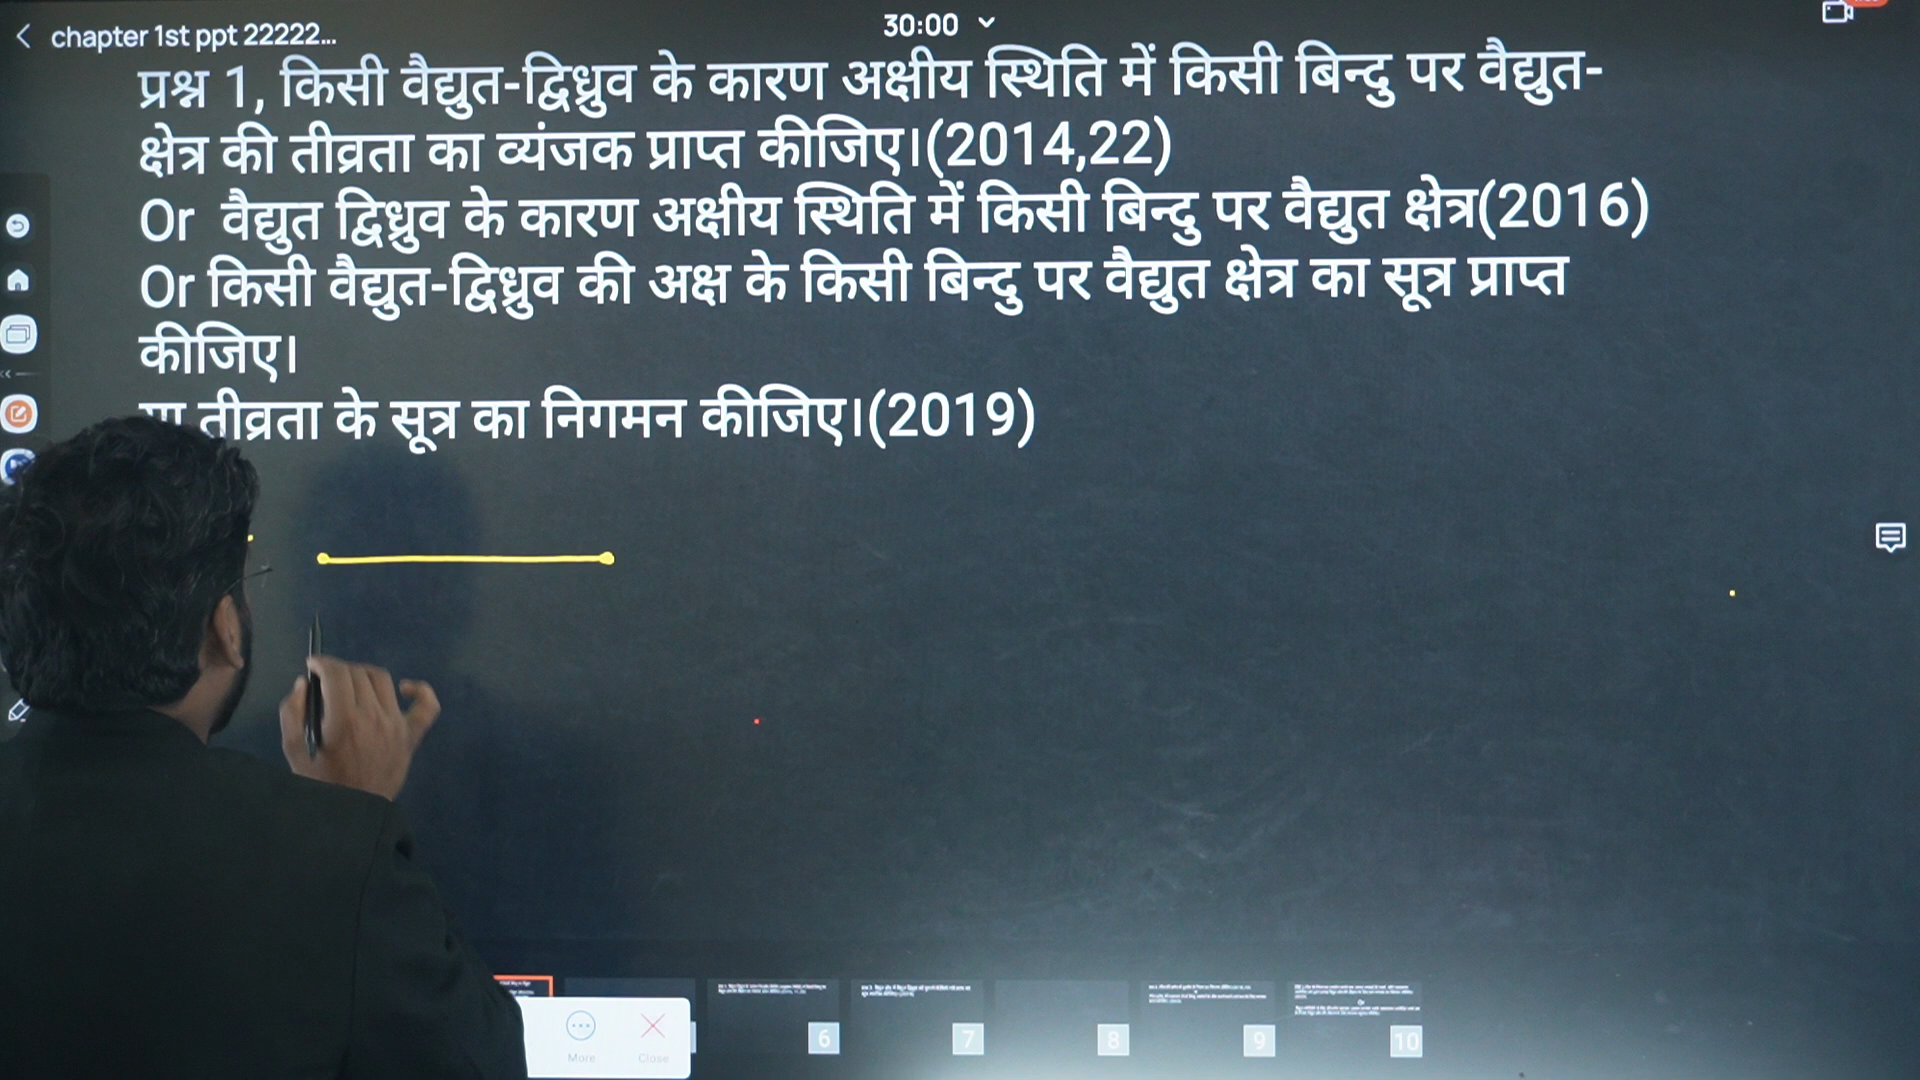 chapter 1st ppt 22222...
30:00
प्रश्न 1, किसी वैद्युत-द्विध्रुव के कारण अक्षीय स्थिति में किसी बिन्दु पर वैद्युत-
क्षेत्र की तीव्रता का व्यंजक प्राप्त कीजिए।(2014,22)
Or वैद्युत द्विध्रुव के कारण अक्षीय स्थिति में किसी बिन्दु पर वैद्युत क्षेत्र(2016)
Or किसी वैद्युत-द्विध्रुव की अक्ष के किसी बिन्दु पर वैद्युत क्षेत्र का सूत्र प्राप्त
कीजिए।
या तीव्रता के सूत्र का निगमन कीजिए।(2019)
More Close
6 7 8 9 10